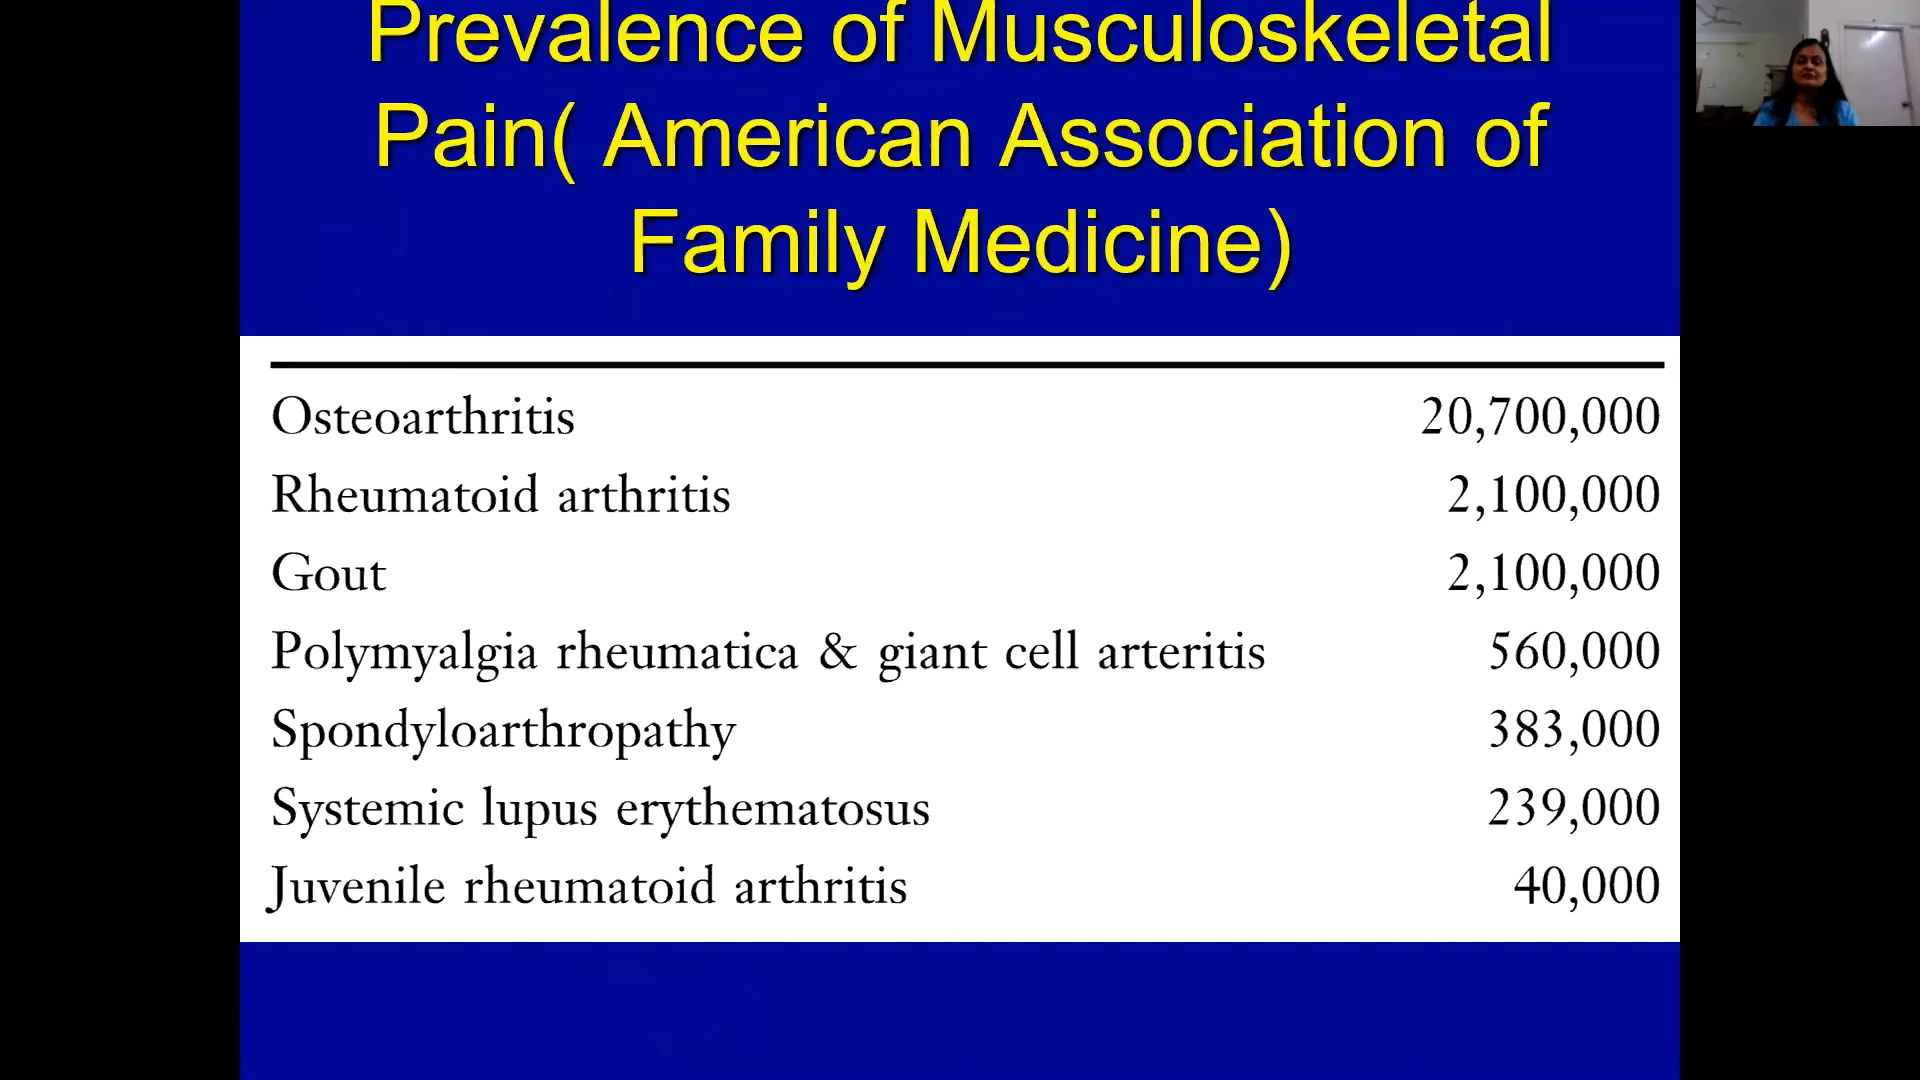 Prevalence of Musculoskeletal
Pain( American Association of
Family Medicine)
Osteoarthritis 20,700,000
Rheumatoid arthritis 2,100,000
Gout 2,100,000
Polymyalgia rheumatica & giant cell arteritis 560,000
Spondyloarthropathy 383,000
Systemic lupus erythematosus 239,000
Juvenile rheumatoid arthritis 40,000